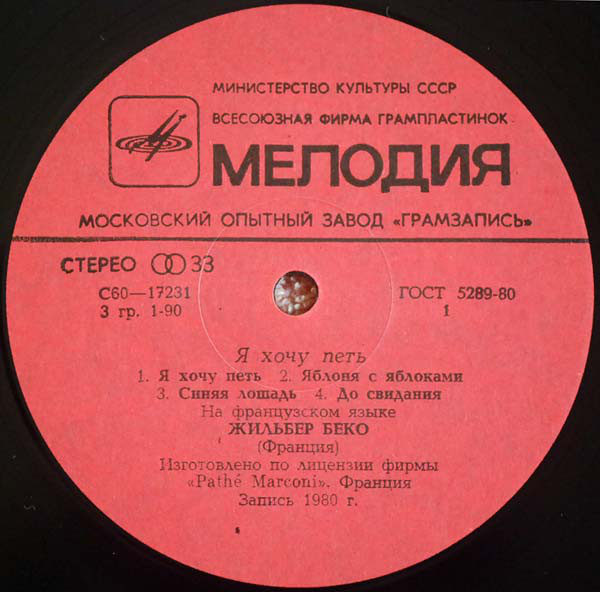 МИНИСТЕРСТВО КУЛЬТУРЫ СССР
ВСЕСОЮЗНАЯ ФИРМА ГРАМПЛАСТИНОК
МЕЛОДИЯ
МОСКОВСКИЙ ОПЫТНЫЙ ЗАВОД «ГРАМЗАПИСЬ»
СТЕРЕО 33
С60—17231 ГОСТ 5289-80
3 гр. 1-90 1
Я хочу петь
1. Я хочу петь 2. Яблоня с яблоками
3. Синяя лошадь 4. До свидания
На французском языке
ЖИЛЬБЕР БЕКО
(Франция)
Изготовлено по лицензии фирмы
«Pathé Marconi», Франция
Запись 1980 г.